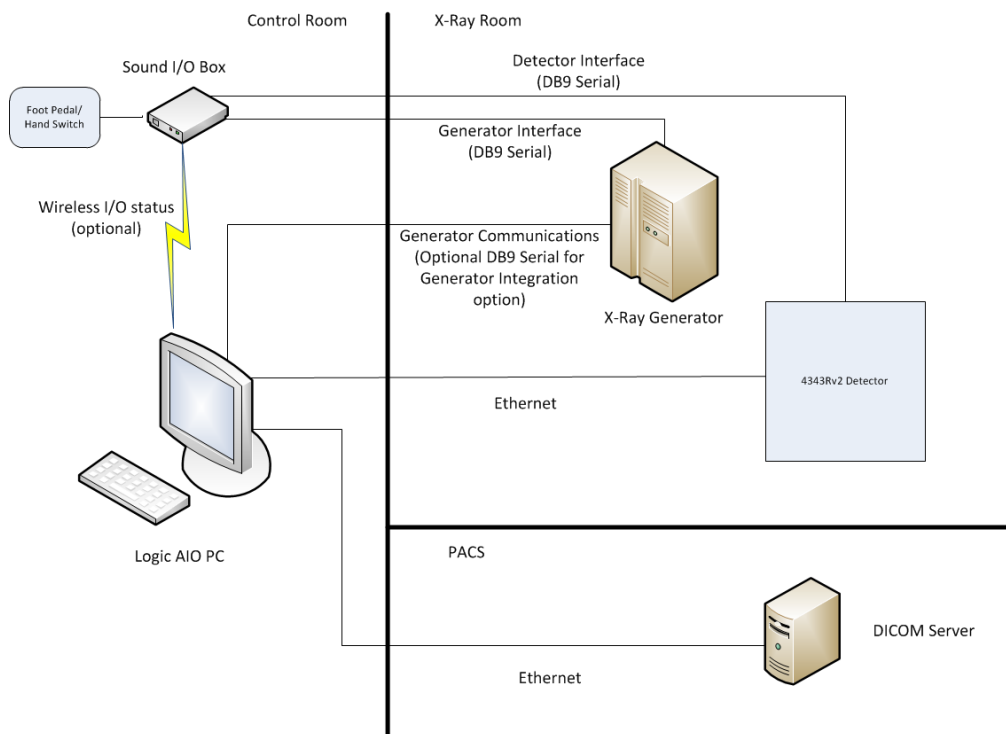 Control Room
X-Ray Room
Sound I/O Box
Detector Interface
(DB9 Serial)
Foot Pedal/
Hand Switch
Generator Interface
(DB9 Serial)
Wireless I/O status
(optional)
Generator Communications
(Optional DB9 Serial for
Generator Integration
option)
X-Ray Generator
4343Rv2 Detector
Ethernet
Logic AIO PC
PACS
DICOM Server
Ethernet